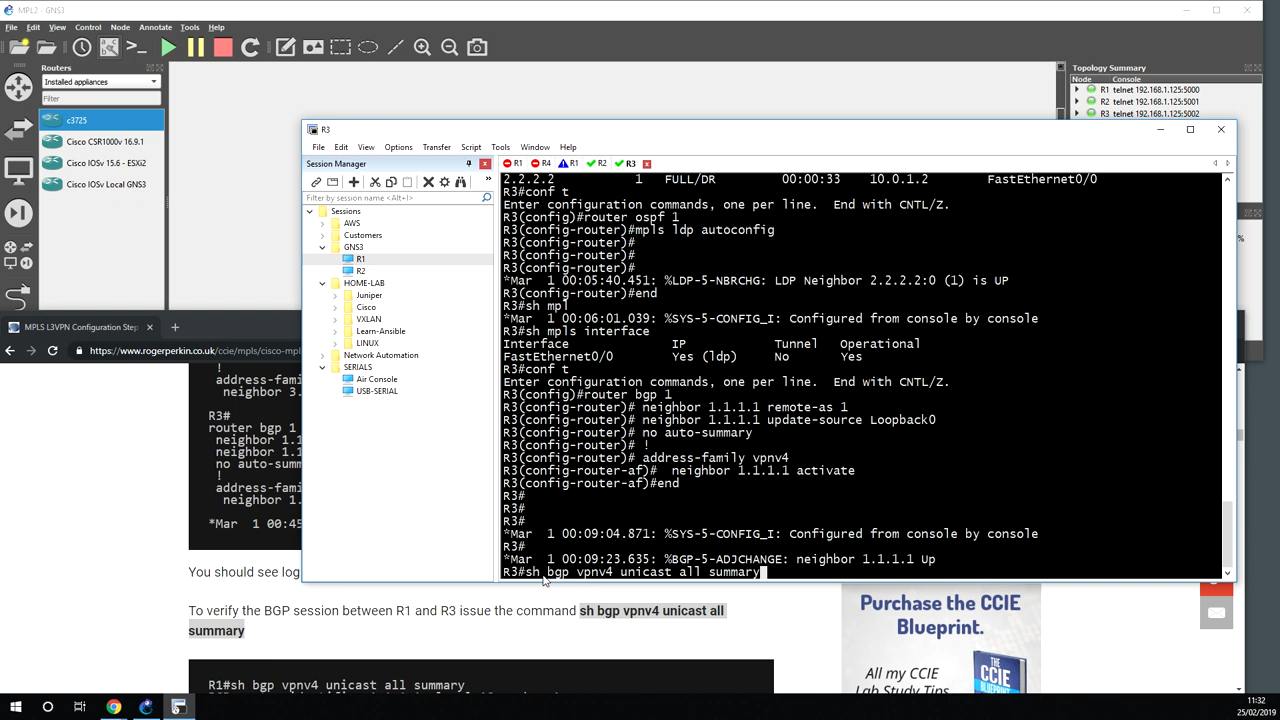 MPL2 - GNS3
File Edit View Control Node Annotate Tools Help
Routers
Installed appliances
Filter
c3725
Cisco CSR1000v 16.9.1
Cisco IOSv 15.6 - ESXi2
Cisco IOSv Local GNS3
Topology Summary
Node Console
R1 telnet 192.168.1.125:5000
R2 telnet 192.168.1.125:5001
R3 telnet 192.168.1.125:5002
R3
File Edit View Options Transfer Script Tools Window Help
Session Manager
Filter by session name <Alt+I>
Sessions
AWS
Customers
GNS3
R1
R2
HOME-LAB
Juniper
Cisco
VXLAN
Learn-Ansible
LINUX
Network Automation
SERIALS
Air Console
USB-SERIAL
R1 R4 R1 R2 R3
2.2.2.2 1 FULL/DR 00:00:33 10.0.1.2 FastEthernet0/0
R3#conf t
Enter configuration commands, one per line. End with CNTL/Z.
R3(config)#router ospf 1
R3(config-router)#mpls ldp autoconfig
R3(config-router)#
R3(config-router)#
R3(config-router)#
*Mar 1 00:05:40.451: %LDP-5-NBRCHG: LDP Neighbor 2.2.2.2:0 (1) is UP
R3(config-router)#end
R3#sh mpl
*Mar 1 00:06:01.039: %SYS-5-CONFIG_I: Configured from console by console
R3#sh mpls interface
Interface IP Tunnel Operational
FastEthernet0/0 Yes (ldp) No Yes
R3#conf t
Enter configuration commands, one per line. End with CNTL/Z.
R3(config)#router bgp 1
R3(config-router)# neighbor 1.1.1.1 remote-as 1
R3(config-router)# neighbor 1.1.1.1 update-source Loopback0
R3(config-router)# no auto-summary
R3(config-router)# !
R3(config-router)# address-family vpnv4
R3(config-router-af)# neighbor 1.1.1.1 activate
R3(config-router-af)#end
R3#
R3#
R3#
*Mar 1 00:09:04.871: %SYS-5-CONFIG_I: Configured from console by console
R3#
*Mar 1 00:09:23.635: %BGP-5-ADJCHANGE: neighbor 1.1.1.1 Up
R3#sh bgp vpnv4 unicast all summary
MPLS L3VPN Configuration Step
https://www.rogerperkin.co.uk/ccie/mpls/cisco-mpl
!
address-family
neighbor 3.
R3#
router bgp 1
neighbor 1.1
neighbor 1.1
no auto-summ
!
address-fami
neighbor 1.
*Mar 1 00:45
You should see log
To verify the BGP session between R1 and R3 issue the command sh bgp vpnv4 unicast all
summary
R1#sh bgp vpnv4 unicast all summary
Purchase the CCIE
Blueprint.
All my CCIE
Lab Study Tips
THE CCIE BLUEPRINT
11:32
25/02/2019